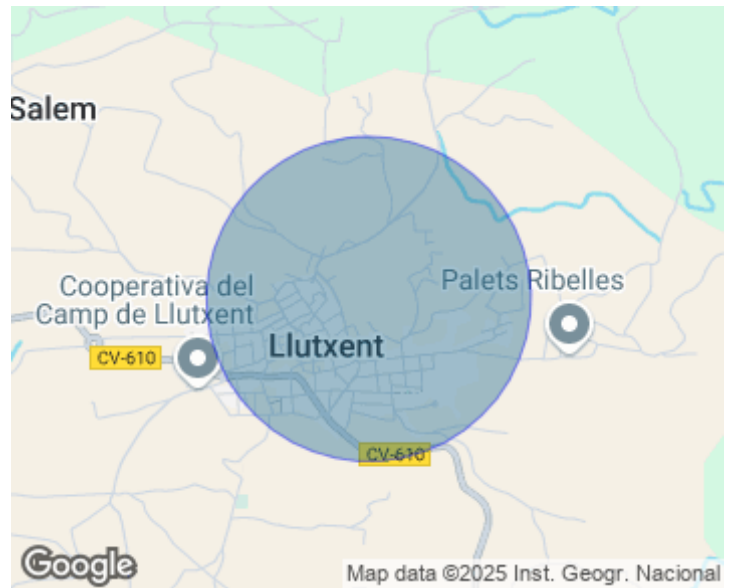 Salem
Cooperativa del
Camp de Llutxent
Palets Ribelles
Llutxent
CV-610
CV-610
Google
Map data ©2025 Inst. Geogr. Nacional